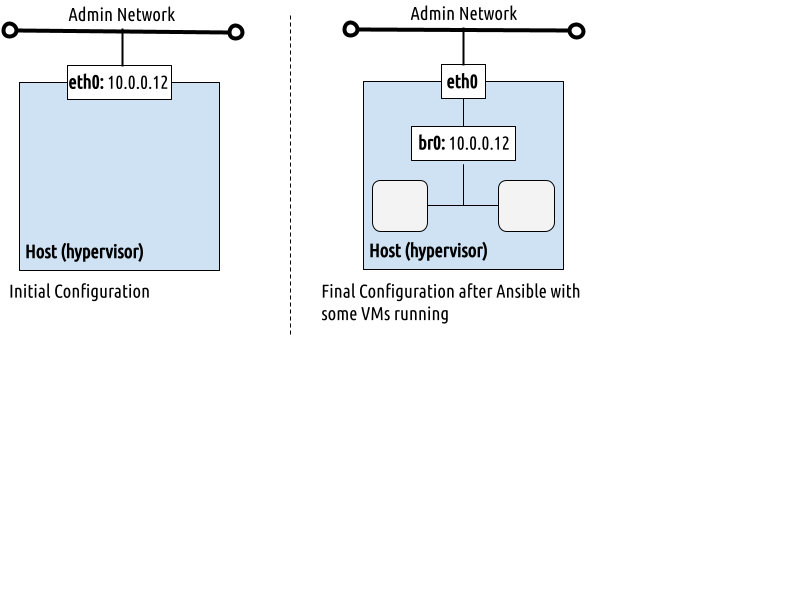 Admin Network
eth0: 10.0.0.12
Host (hypervisor)
Initial Configuration
Admin Network
eth0
br0: 10.0.0.12
Host (hypervisor)
Final Configuration after Ansible with
some VMs running